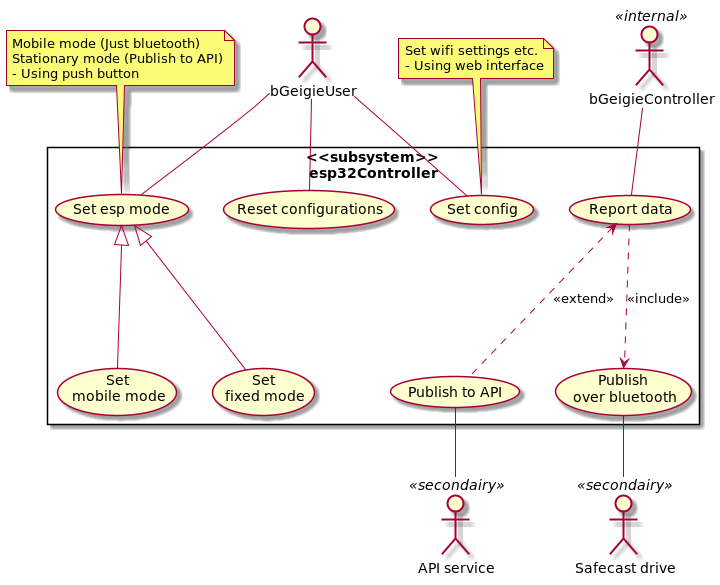 «internal»
Mobile mode (Just bluetooth)
Stationary mode (Publish to API)
- Using push button
Set wifi settings etc.
- Using web interface
bGeigieUser
bGeigieController
<<subsystem>>
esp32Controller
Set esp mode
Reset configurations
Set config
Report data
«extend»
«include»
Set
mobile mode
Set
fixed mode
Publish to API
Publish
over bluetooth
«secondairy»
«secondairy»
API service
Safecast drive